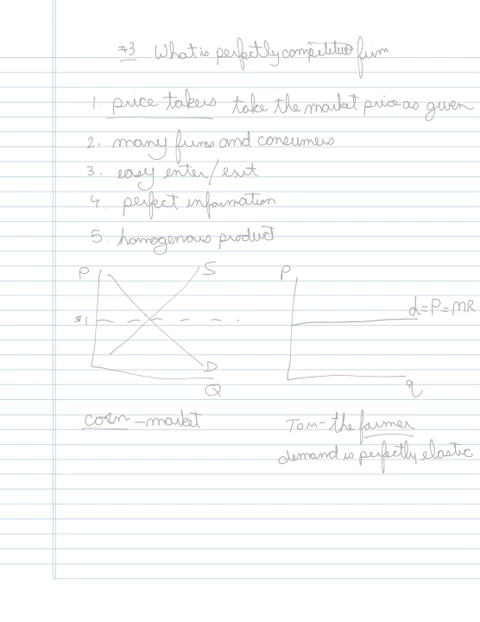 #3 What is perfectly competitive firm
1. price takers take the market price as given
2. many firms and consumers
3. easy enter/exit
4. perfect information
5. homogenous product
P S P
$1 d=P=MR
D
Q q
corn - market Tom - the farmer
demand is perfectly elastic